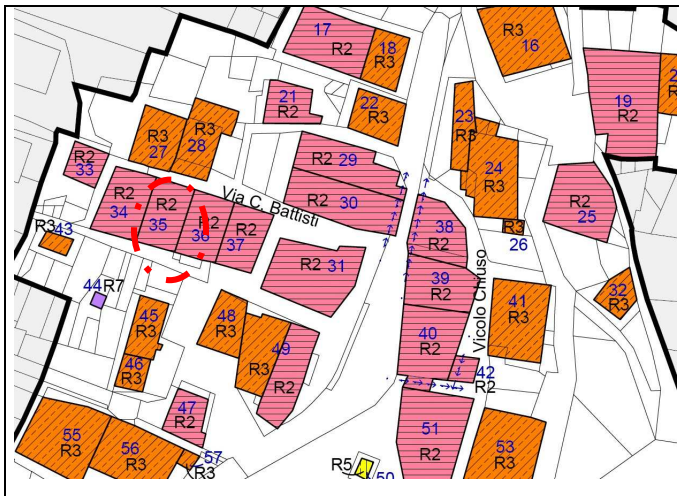 17
R2
18
R3
R3
16
19
R2
2
R
21
R2
22
R3
23
R3
24
R3
R3
27
R3
28
R2
33
29
R2
30
R2
Via C. Battisti
R2
34
R2
35
R2
36
R2
37
38
R2
25
R2
R3
26
R3
43
R2
31
39
R2
Vicolo Chiuso
41
R3
32
R3
44
R7
45
R3
46
R3
48
R3
49
R3
R2
40
R2
42
R2
47
R2
51
R2
53
R3
55
R3
56
R3
57
R3
R5
50